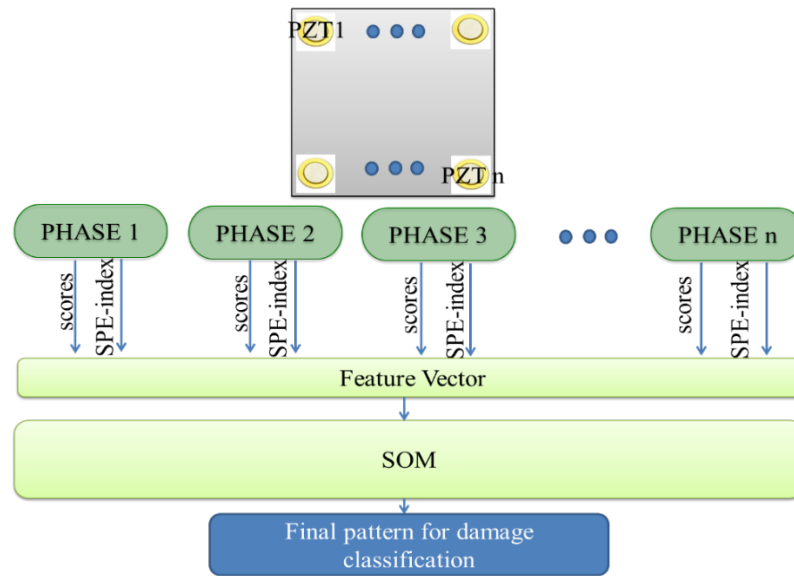 PZT1
PZT n
PHASE 1
PHASE 2
PHASE 3
PHASE n
scores
SPE-index
scores
SPE-index
scores
SPE-index
scores
SPE-index
Feature Vector
SOM
Final pattern for damage
classification